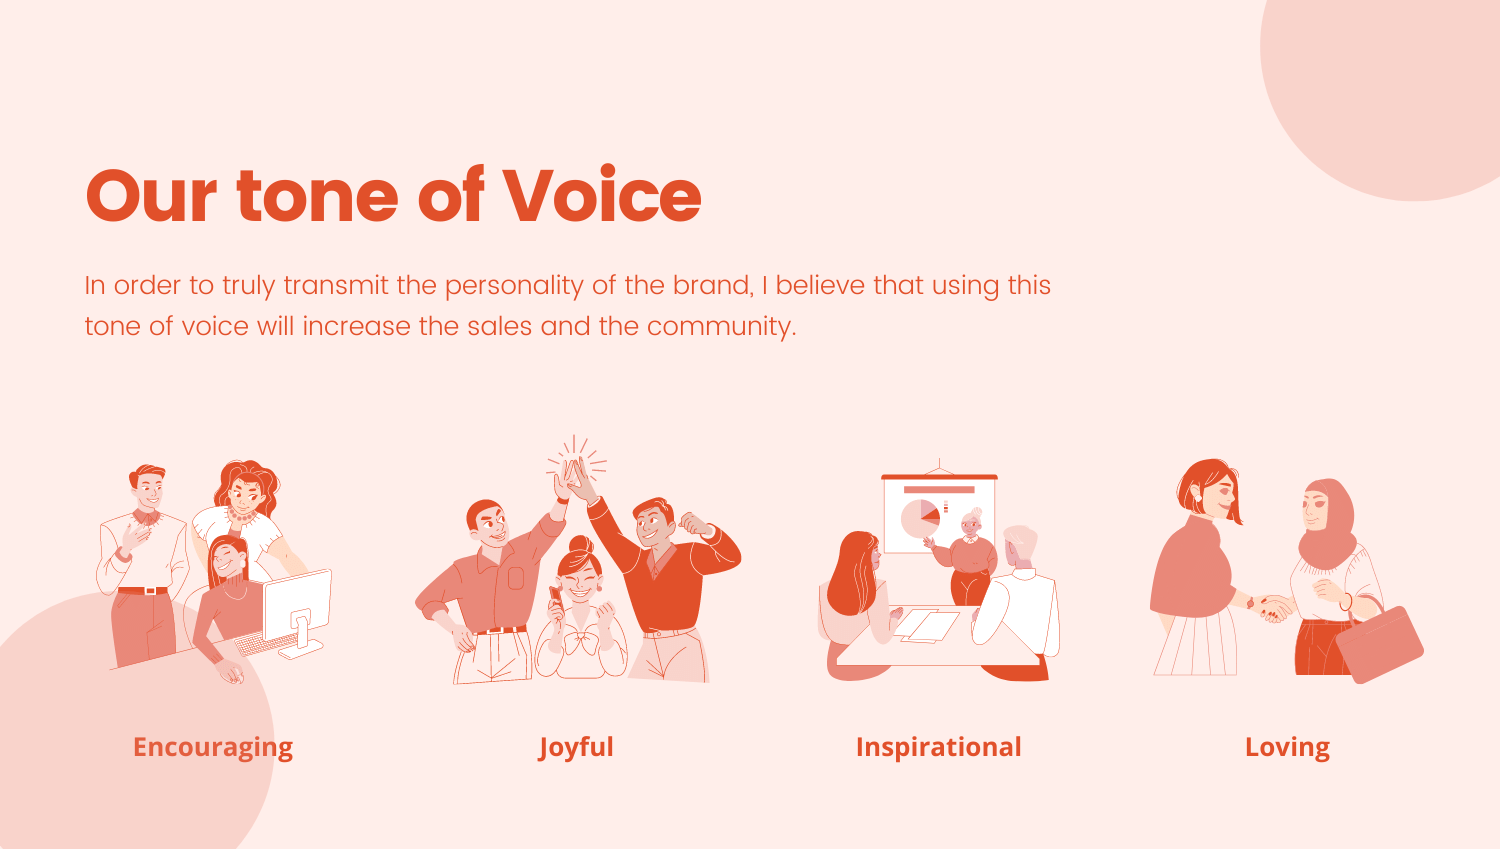 Our tone of Voice
In order to truly transmit the personality of the brand, I believe that using this
tone of voice will increase the sales and the community.
Encouraging
Joyful
Inspirational
Loving